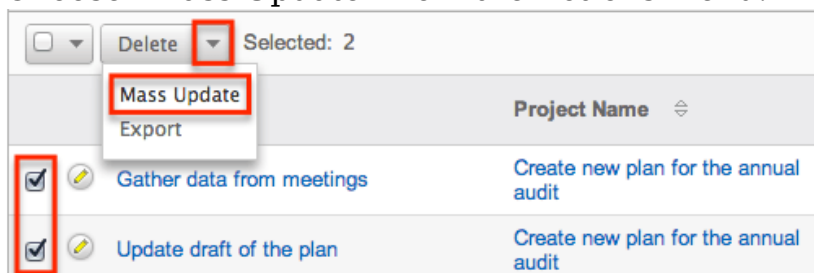 Delete Selected: 2
Mass Update
Export
Project Name
Gather data from meetings
Create new plan for the annual
audit
Update draft of the plan
Create new plan for the annual
audit